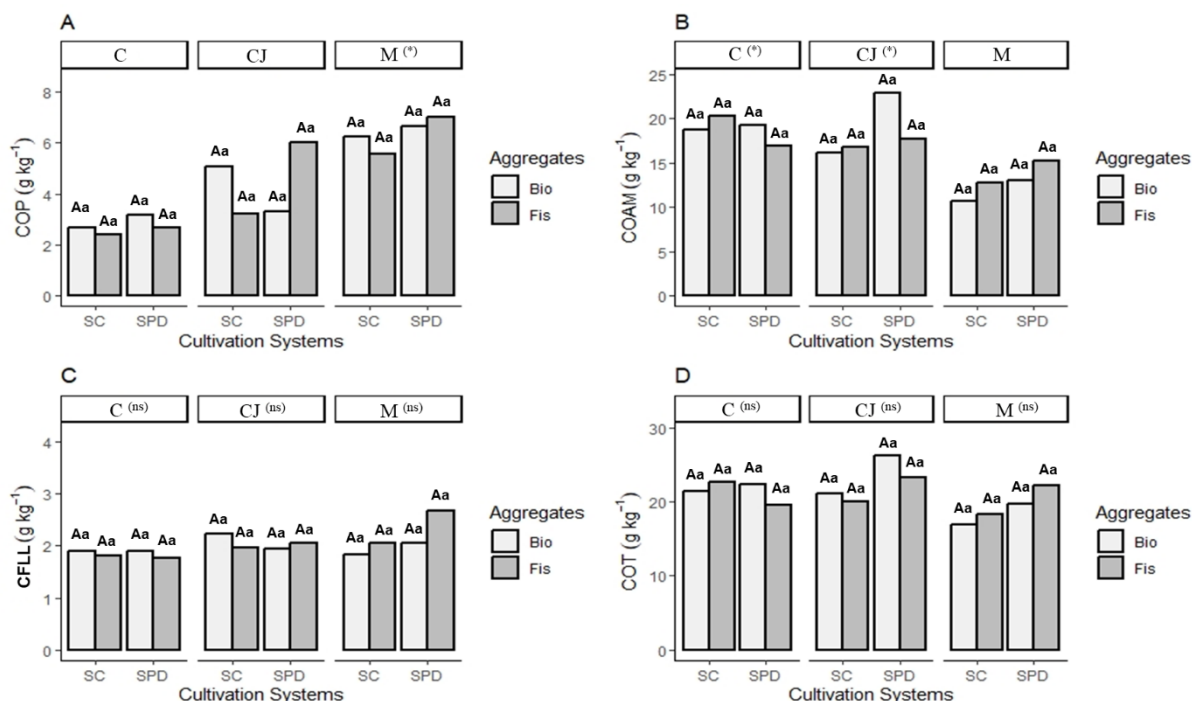 A
C
CJ
M (*)
COP (g kg⁻¹)
8
6
4
2
0
Aa
Aa
Aa
Aa
Aa
Aa
Aa
Aa
Aa
Aa
Aa
Aa
SC
SPD
SC
SPD
SC
SPD
Cultivation Systems
Aggregates
Bio
Fis
B
C (*)
CJ (*)
M
COAM (g kg⁻¹)
25
20
15
10
5
0
Aa
Aa
Aa
Aa
Aa
Aa
Aa
Aa
Aa
Aa
Aa
Aa
SC
SPD
SC
SPD
SC
SPD
Cultivation Systems
Aggregates
Bio
Fis
C
C (ns)
CJ (ns)
M (ns)
CFLL (g kg⁻¹)
4
3
2
1
0
Aa
Aa
Aa
Aa
Aa
Aa
Aa
Aa
Aa
Aa
Aa
Aa
SC
SPD
SC
SPD
SC
SPD
Cultivation Systems
Aggregates
Bio
Fis
D
C (ns)
CJ (ns)
M (ns)
COT (g kg⁻¹)
30
20
10
0
Aa
Aa
Aa
Aa
Aa
Aa
Aa
Aa
Aa
Aa
Aa
Aa
SC
SPD
SC
SPD
SC
SPD
Cultivation Systems
Aggregates
Bio
Fis